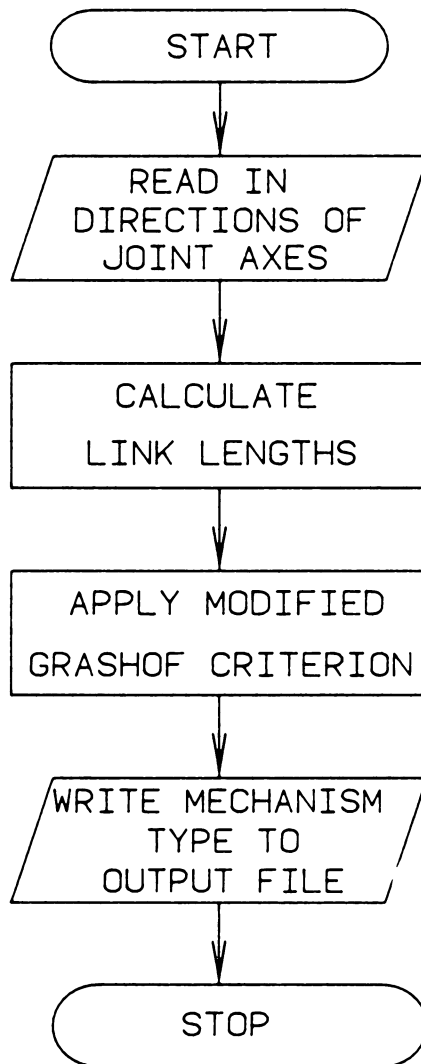 START
READ IN
DIRECTIONS OF
JOINT AXES
CALCULATE
LINK LENGTHS
APPLY MODIFIED
GRASHOF CRITERION
WRITE MECHANISM
TYPE TO
OUTPUT FILE
STOP